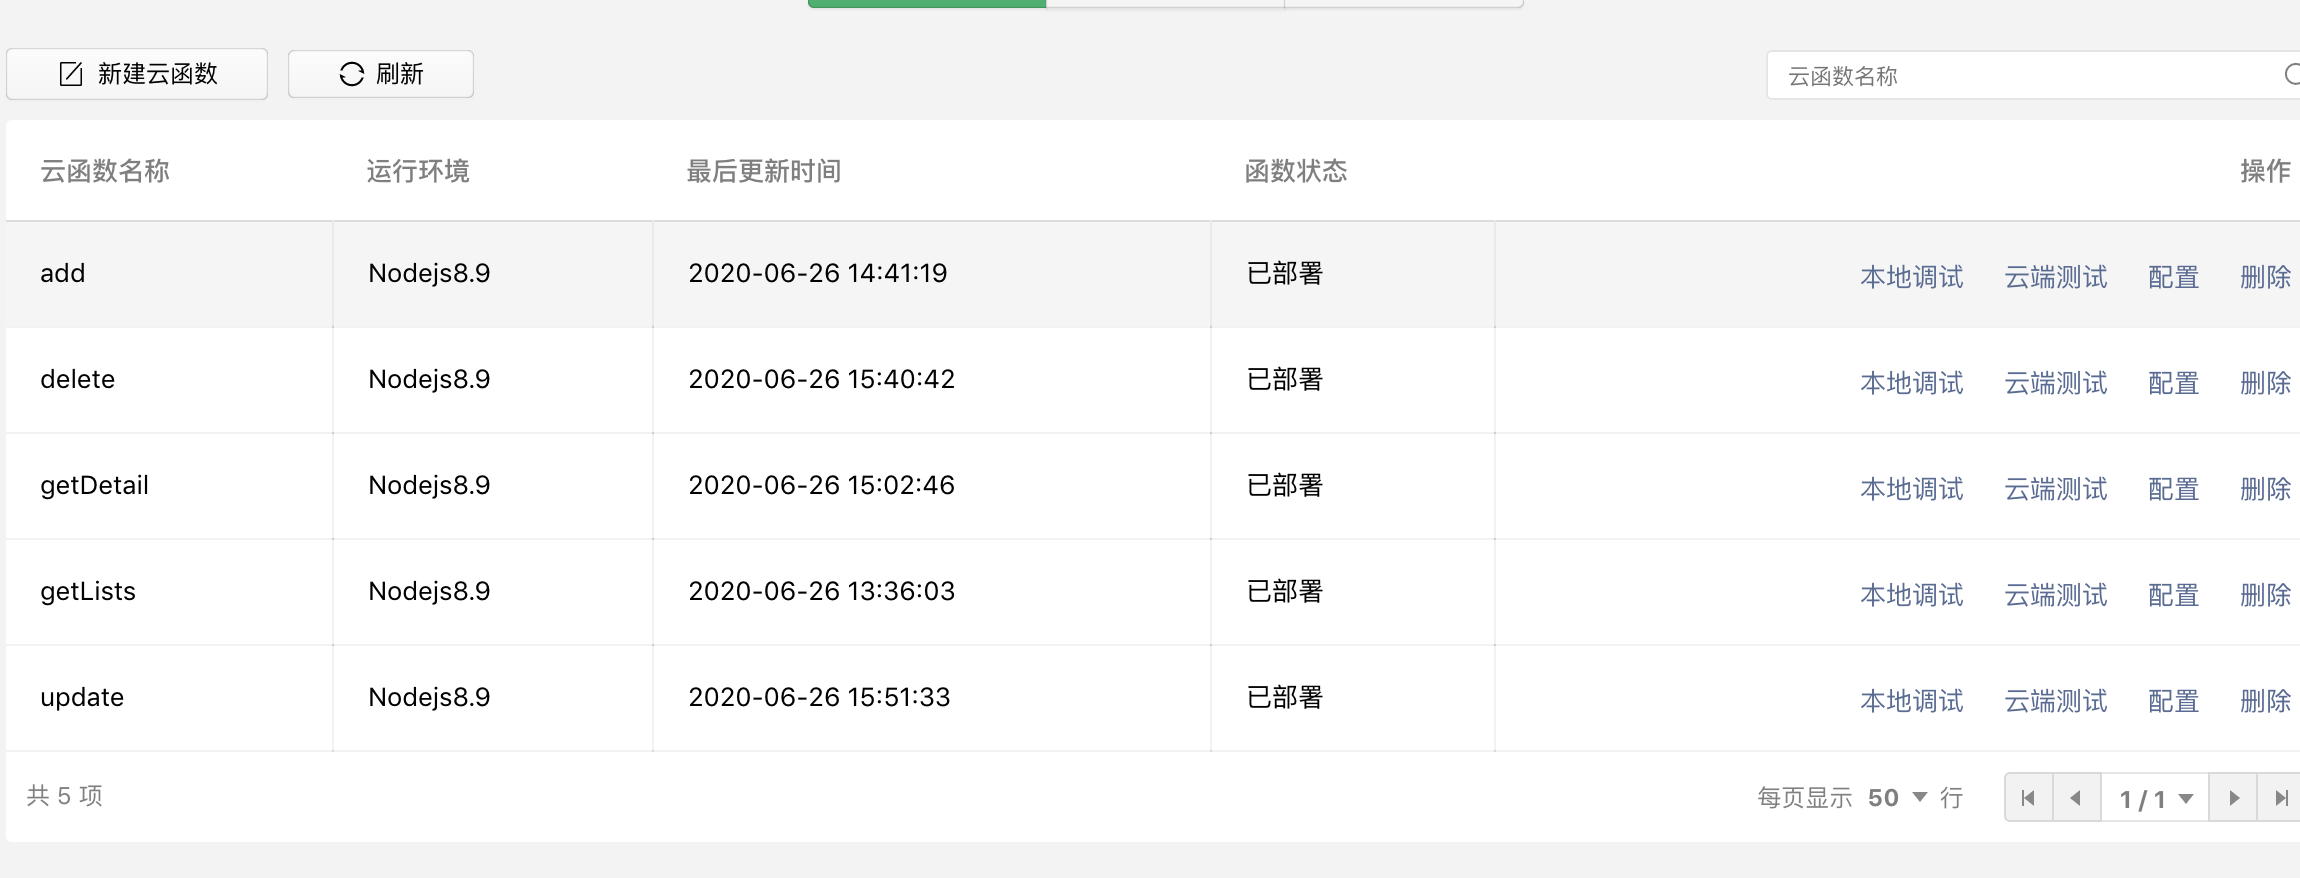 新建云函数 刷新 云函数名称
云函数名称 运行环境 最后更新时间 函数状态 操作
add Nodejs8.9 2020-06-26 14:41:19 已部署 本地调试 云端测试 配置 删除
delete Nodejs8.9 2020-06-26 15:40:42 已部署 本地调试 云端测试 配置 删除
getDetail Nodejs8.9 2020-06-26 15:02:46 已部署 本地调试 云端测试 配置 删除
getLists Nodejs8.9 2020-06-26 13:36:03 已部署 本地调试 云端测试 配置 删除
update Nodejs8.9 2020-06-26 15:51:33 已部署 本地调试 云端测试 配置 删除
共 5 项 每页显示 50 行 1 / 1